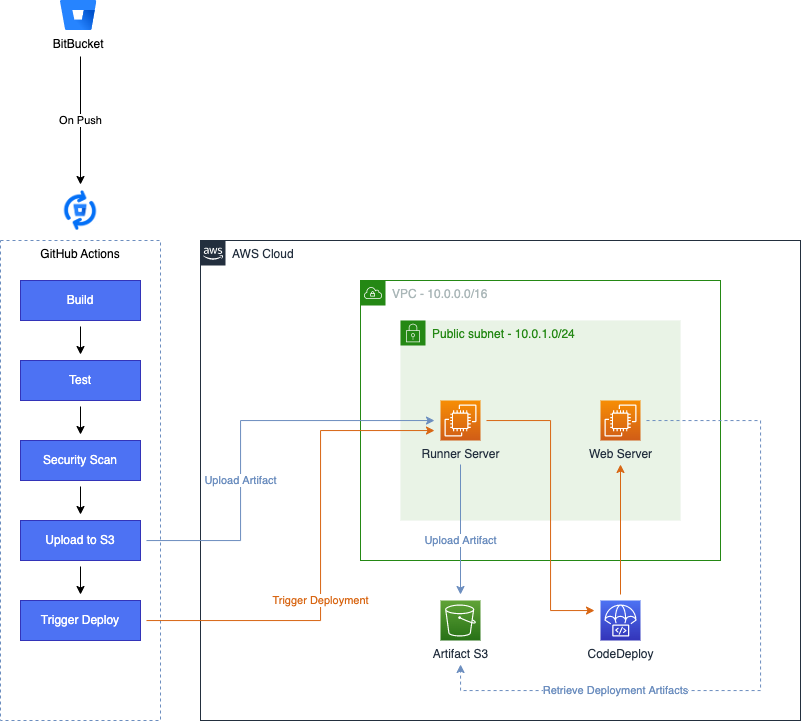 BitBucket
On Push
GitHub Actions
Build
Test
Security Scan
Upload to S3
Trigger Deploy
aws
AWS Cloud
VPC - 10.0.0.0/16
Public subnet - 10.0.1.0/24
Runner Server
Web Server
Upload Artifact
Upload Artifact
Trigger Deployment
</>
Artifact S3
CodeDeploy
Retrieve Deployment Artifacts